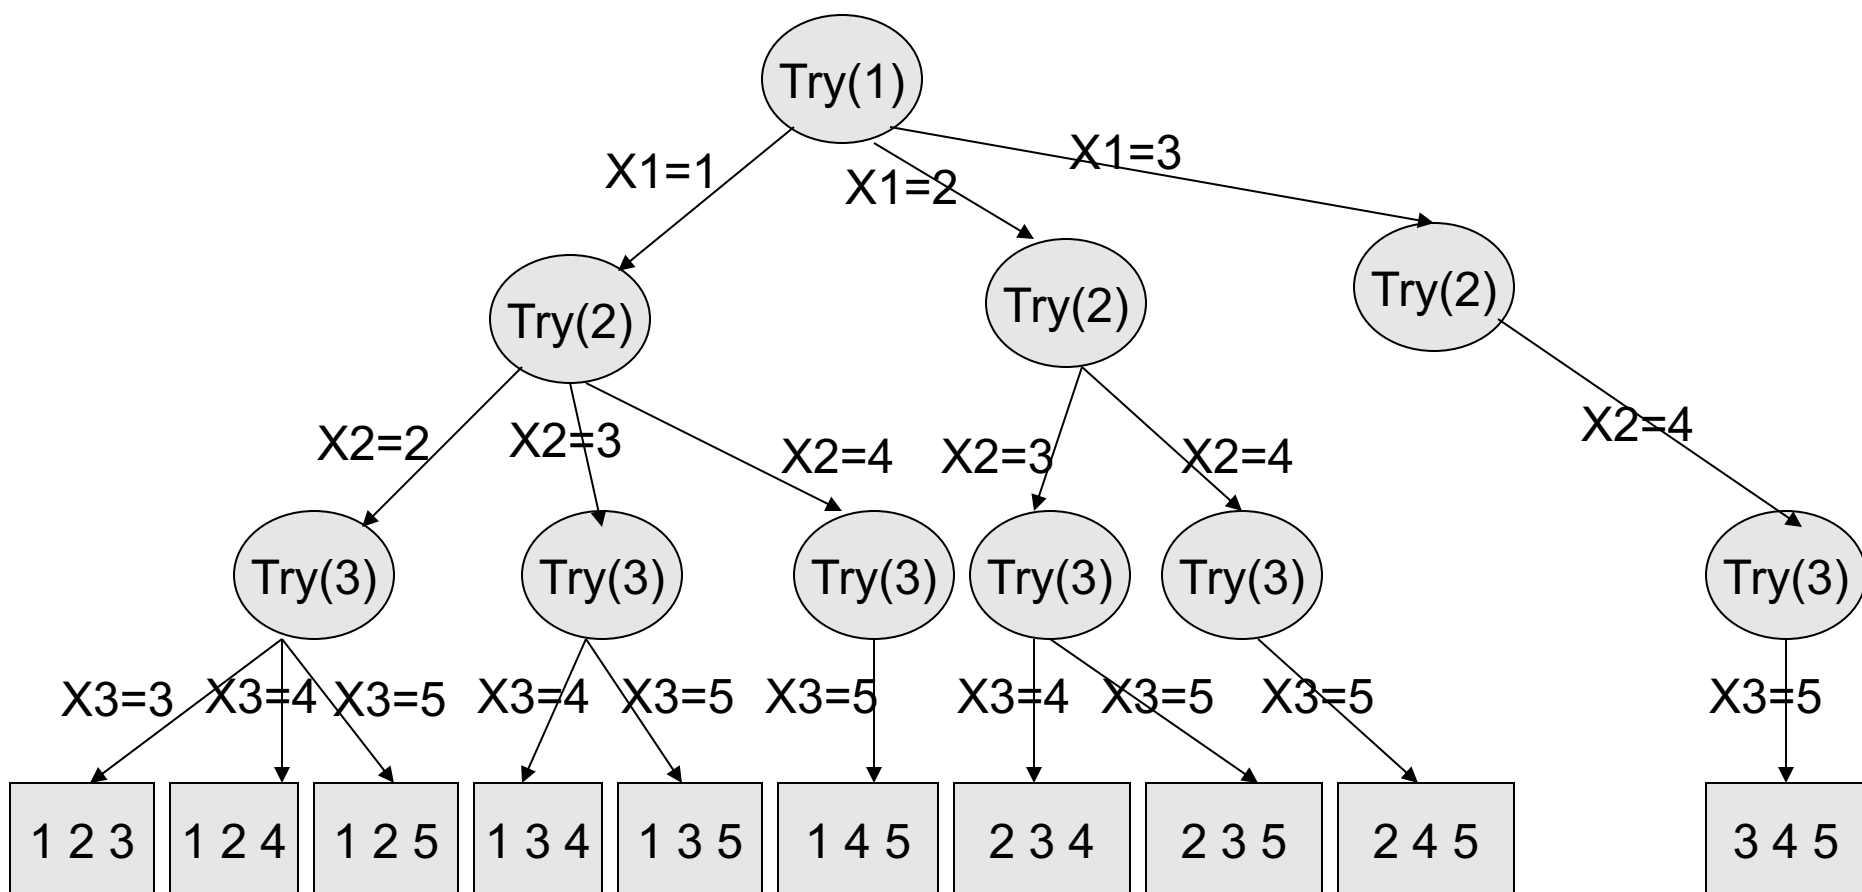 Try(1)
X1=1
X1=2
X1=3
Try(2)
Try(2)
Try(2)
X2=2
X2=3
X2=4
X2=3
X2=4
X2=4
Try(3)
Try(3)
Try(3)
Try(3)
Try(3)
Try(3)
X3=3
X3=4
X3=5
X3=4
X3=5
X3=5
X3=4
X3=5
X3=5
X3=5
1 2 3
1 2 4
1 2 5
1 3 4
1 3 5
1 4 5
2 3 4
2 3 5
2 4 5
3 4 5